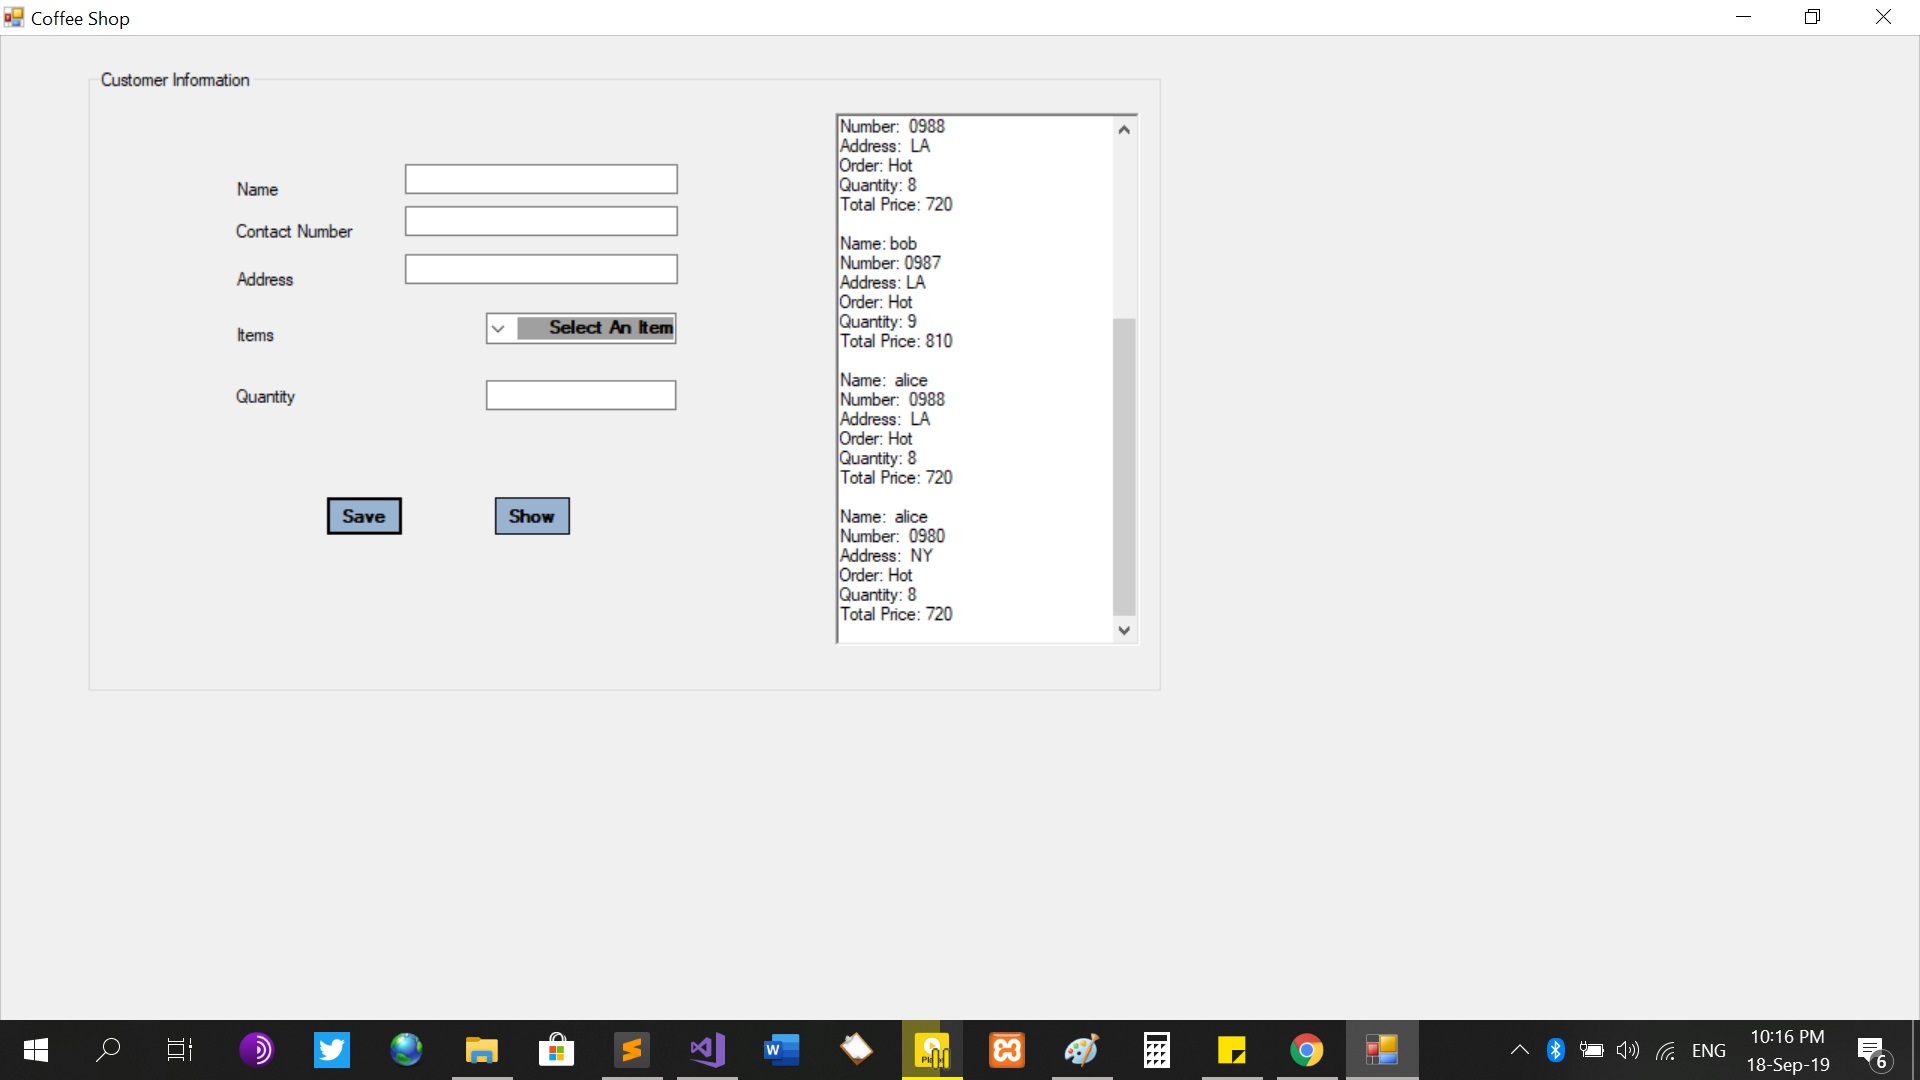 Coffee Shop
Customer Information
Name
Contact Number
Address
Items
Select An Item
Quantity
Save
Show
Number:  0988
Address:  LA
Order: Hot
Quantity: 8
Total Price: 720
Name: bob
Number: 0987
Address: LA
Order: Hot
Quantity: 9
Total Price: 810
Name:  alice
Number:  0988
Address:  LA
Order: Hot
Quantity: 8
Total Price: 720
Name:  alice
Number:  0980
Address:  NY
Order: Hot
Quantity: 8
Total Price: 720
ENG
10:16 PM
18-Sep-19
6